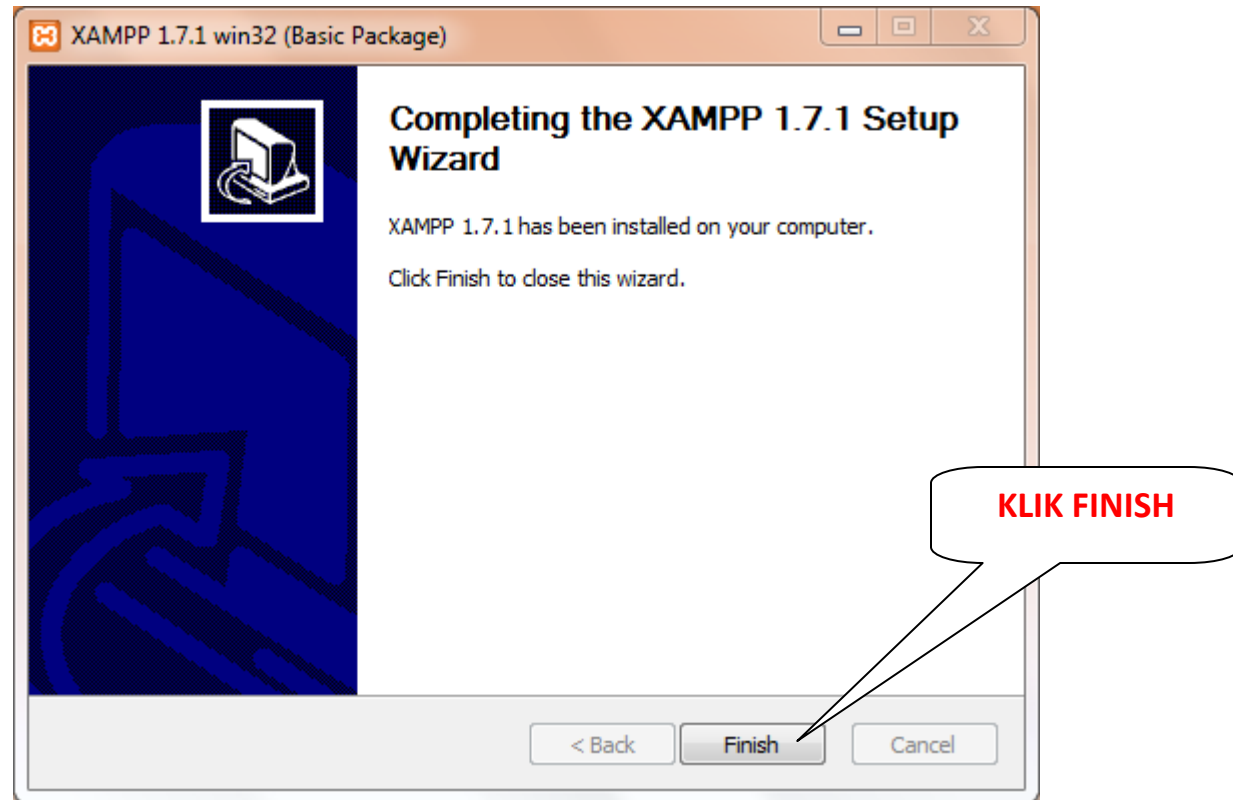 XAMPP 1.7.1 win32 (Basic Package)
Completing the XAMPP 1.7.1 Setup
Wizard
XAMPP 1.7.1 has been installed on your computer.
Click Finish to close this wizard.
KLIK FINISH
< Back
Finish
Cancel